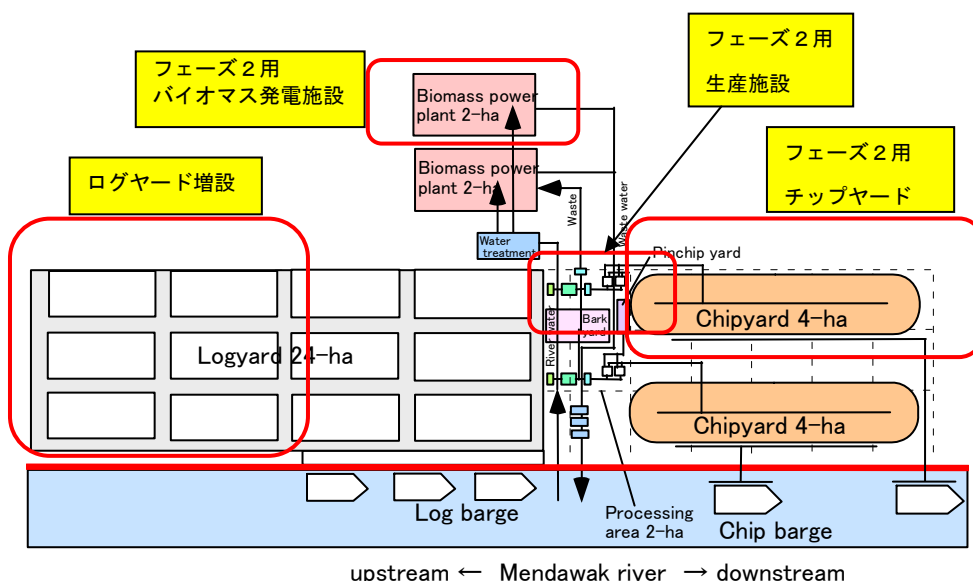 フェーズ２用
生産施設
フェーズ２用
バイオマス発電施設
Biomass power
plant 2-ha
フェーズ２用
チップヤード
ログヤード増設
Biomass power
plant 2-ha
Waste
Waste water
Water
treatment
Pinchip yard
River water
Bark
yard
Logyard 24-ha
Chipyard 4-ha
Chipyard 4-ha
Log barge
Processing
area 2-ha
Chip barge
upstream ← Mendawak river → downstream